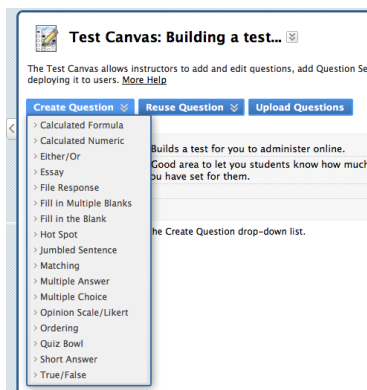 Test Canvas: Building a test...
The Test Canvas allows instructors to add and edit questions, add Question Se
deploying it to users. More Help
Create Question Reuse Question Upload Questions
> Calculated Formula
> Calculated Numeric
Builds a test for you to administer online.
> Either/Or
Good area to let you students know how much
> Essay
ou have set for them.
> File Response
> Fill in Multiple Blanks
> Fill in the Blank
> Hot Spot
he Create Question drop-down list.
> Jumbled Sentence
> Matching
> Multiple Answer
> Multiple Choice
> Opinion Scale/Likert
> Ordering
> Quiz Bowl
> Short Answer
> True/False